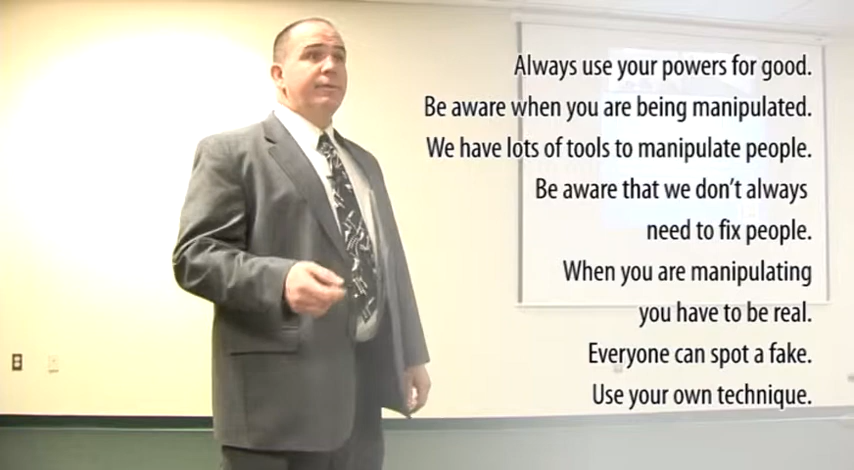 Always use your powers for good.
Be aware when you are being manipulated.
We have lots of tools to manipulate people.
Be aware that we don't always
need to fix people.
When you are manipulating
you have to be real.
Everyone can spot a fake.
Use your own technique.